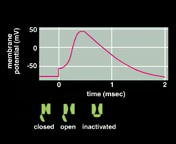 membrane
potential (mV)
50
0
-50
0
1
2
time (msec)
closed open inactivated